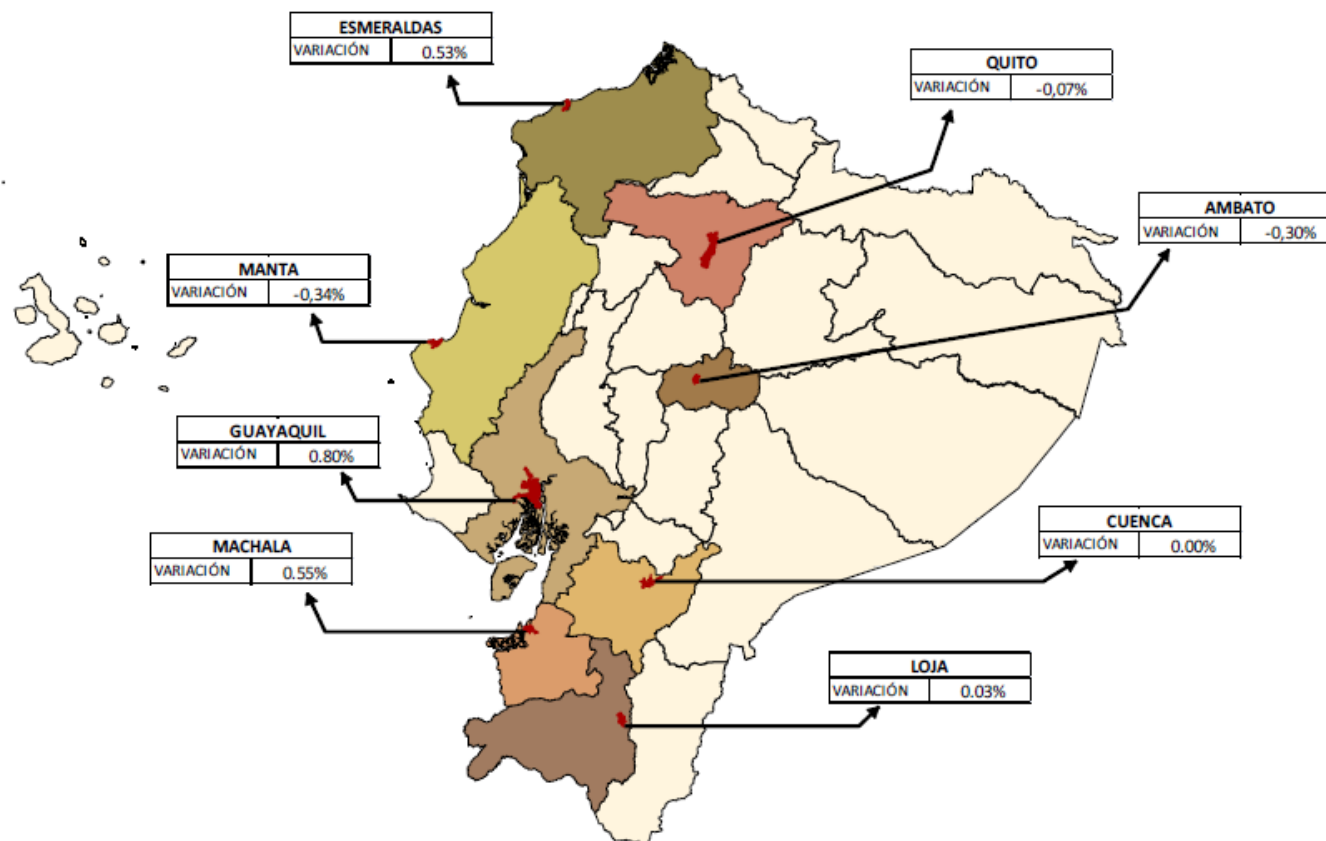 ESMERALDAS
VARIACIÓN 0.53%
QUITO
VARIACIÓN -0,07%
AMBATO
VARIACIÓN -0,30%
MANTA
VARIACIÓN -0,34%
GUAYAQUIL
VARIACIÓN 0.80%
CUENCA
VARIACIÓN 0.00%
MACHALA
VARIACIÓN 0.55%
LOJA
VARIACIÓN 0.03%